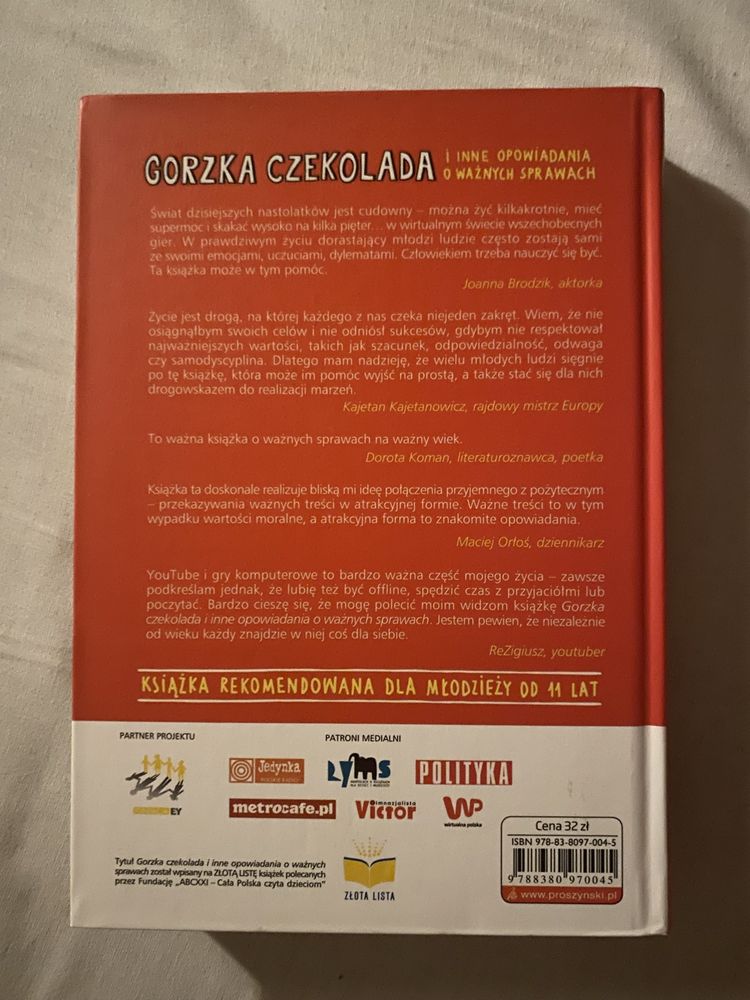 GORZKA CZEKOLADA
I INNE OPOWIADANIA
O WAŻNYCH SPRAWACH
Świat dzisiejszych nastolatków jest cudowny – można żyć kilkakrotnie, mieć
supermoc i skakać wysoko na kilka pięter... w wirtualnym świecie wszechobecnych
gier. W prawdziwym życiu dorastający młodzi ludzie często zostają sami
ze swoimi emocjami, uczuciami, dylematami. Człowiekiem trzeba nauczyć się być.
Ta książka może w tym pomóc.
Joanna Brodzik, aktorka
Życie jest drogą, na której każdego z nas czeka niejeden zakręt. Wiem, że nie
osiągnąłbym swoich celów i nie odniósł sukcesów, gdybym nie respektował
najważniejszych wartości, takich jak szacunek, odpowiedzialność, odwaga
czy samodyscyplina. Dlatego mam nadzieję, że wielu młodych ludzi sięgnie
po tę książkę, która może im pomóc wyjść na prostą, a także stać się dla nich
drogowskazem do realizacji marzeń.
Kajetan Kajetanowicz, rajdowy mistrz Europy
To ważna książka o ważnych sprawach na ważny wiek.
Dorota Koman, literaturoznawca, poetka
Książka ta doskonale realizuje bliską mi ideę połączenia przyjemnego z pożytecznym
– przekazywania ważnych treści w atrakcyjnej formie. Ważne treści to w tym
wypadku wartości moralne, a atrakcyjna forma to znakomite opowiadania.
Maciej Orłoś, dziennikarz
YouTube i gry komputerowe to bardzo ważna część mojego życia – zawsze
podkreślam jednak, że lubię też być offline, spędzić czas z przyjaciółmi lub
poczytać. Bardzo cieszę się, że mogę polecić moim widzom książkę Gorzka
czekolada i inne opowiadania o ważnych sprawach. Jestem pewien, że niezależnie
od wieku każdy znajdzie w niej coś dla siebie.
ReZigiusz, youtuber
KSIĄŻKA REKOMENDOWANA DLA MŁODZIEŻY OD 11 LAT
PARTNER PROJEKTU
PATRONI MEDIALNI
Jedynka
POLSKIE RADIO
LYMS
POLITYKA
EY
metrocafe.pl
Gimnazjalisto
Victor
WP
wirtualna polska
Tytuł Gorzka czekolada i inne opowiadania o ważnych
sprawach został wpisany na ZŁOTĄ LISTĘ książek polecanych
przez Fundację „ABCXXI – Cała Polska czyta dzieciom”
ZŁOTA LISTA
Cena 32 zł
ISBN 978-83-8097-004-5
9 788380 970045
www.proszynski.pl